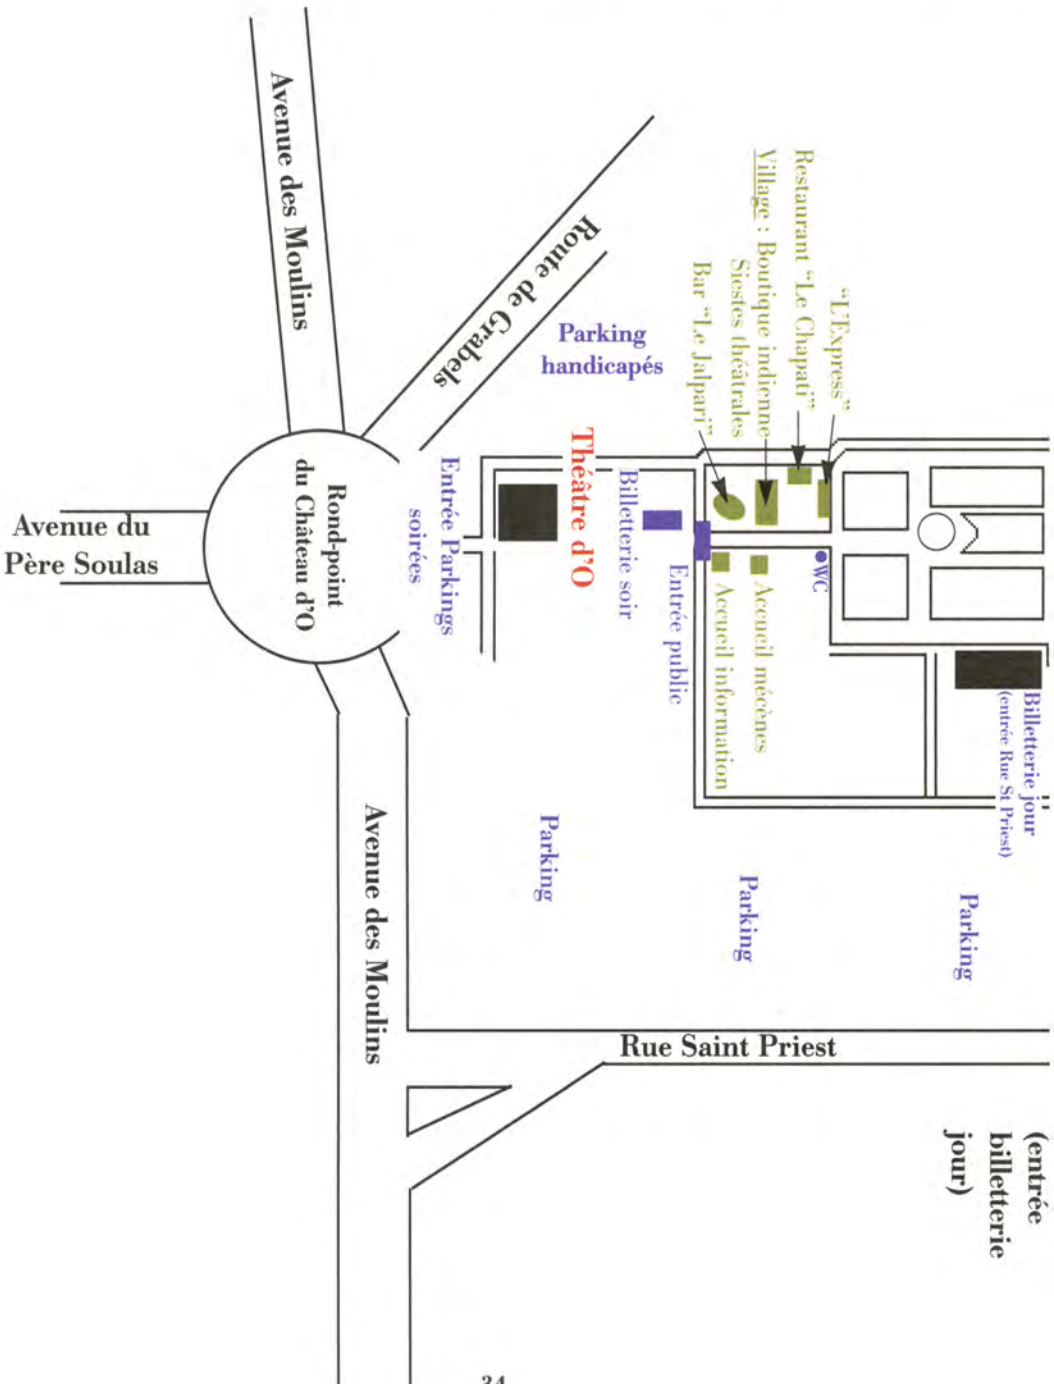 Avenue des Moulins
Route de Grabels
Parking
handicapés
Restaurant "Le Chapati"
"L'Express"
Village : Boutique indienne
Siestes théâtrales
Bar "Le Jalpari"
Rond-point
du Château d'O
Avenue du
Père Soulas
Entrée Parkings
soirées
Théâtre d'O
Billetterie soir
Entrée public
WC
Accueil mécènes
Accueil information
Billetterie jour
(entrée Rue St Priest)
Avenue des Moulins
Parking
Parking
Parking
Rue Saint Priest
(entrée
billetterie
jour)
34